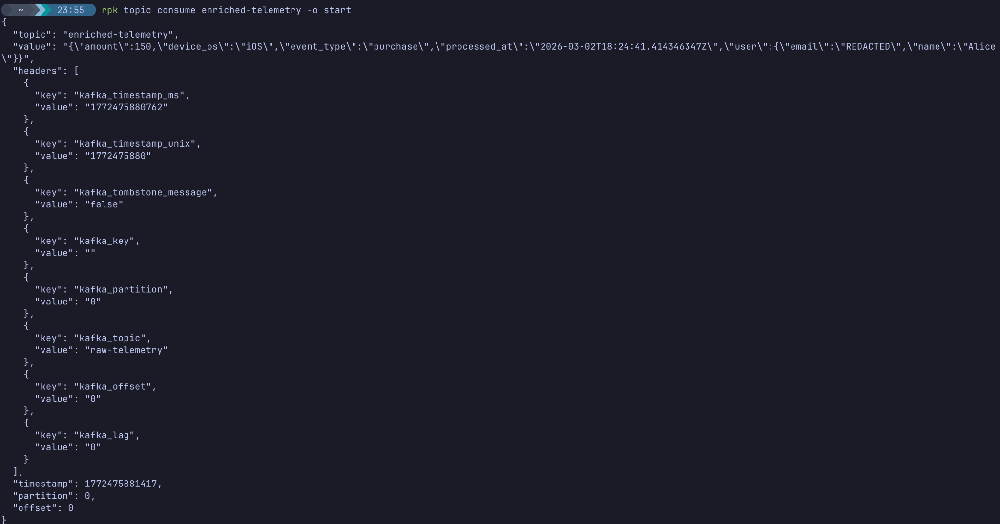 ~ 23:55 rpk topic consume enriched-telemetry -o start
{
  "topic": "enriched-telemetry",
  "value": "{\"amount\":150,\"device_os\":\"iOS\",\"event_type\":\"purchase\",\"processed_at\":\"2026-03-02T18:24:41.414346347Z\",\"user\":{\"email\":\"REDACTED\",\"name\":\"Alice
\"}}",
  "headers": [
    {
      "key": "kafka_timestamp_ms",
      "value": "1772475880762"
    },
    {
      "key": "kafka_timestamp_unix",
      "value": "1772475880"
    },
    {
      "key": "kafka_tombstone_message",
      "value": "false"
    },
    {
      "key": "kafka_key",
      "value": ""
    },
    {
      "key": "kafka_partition",
      "value": "0"
    },
    {
      "key": "kafka_topic",
      "value": "raw-telemetry"
    },
    {
      "key": "kafka_offset",
      "value": "0"
    },
    {
      "key": "kafka_lag",
      "value": "0"
    }
  ],
  "timestamp": 1772475881417,
  "partition": 0,
  "offset": 0
}